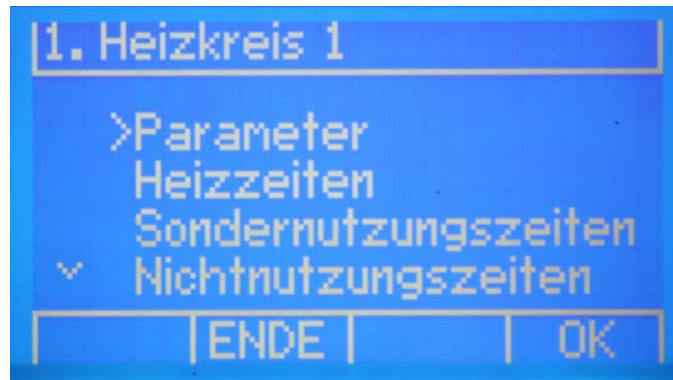 1. Heizkreis 1
>Parameter
Heizzeiten
Sondernutzungszeiten
Nichtnutzungszeiten
ENDE OK